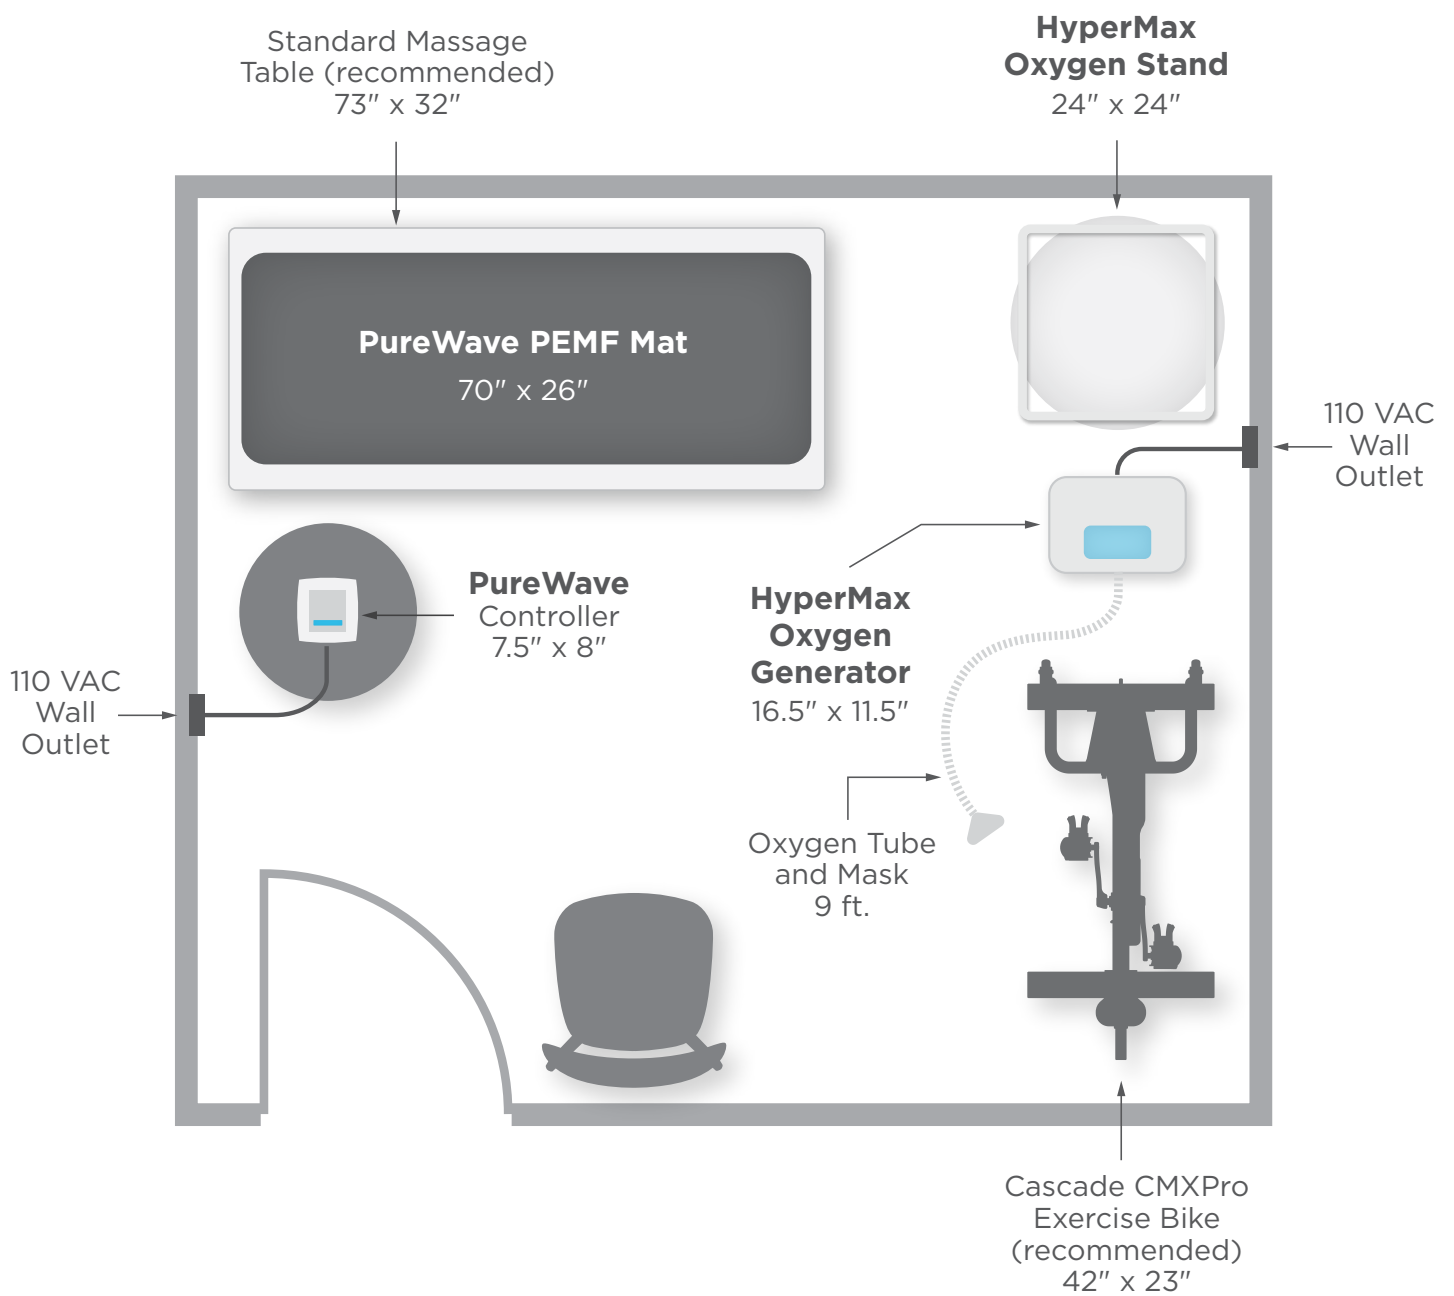 Standard Massage
Table (recommended)
73" x 32"
HyperMax
Oxygen Stand
24" x 24"
PureWave PEMF Mat
70" x 26"
110 VAC
Wall
Outlet
PureWave
Controller
7.5" x 8"
HyperMax
Oxygen
Generator
16.5" x 11.5"
110 VAC
Wall
Outlet
Oxygen Tube
and Mask
9 ft.
Cascade CMXPro
Exercise Bike
(recommended)
42" x 23"